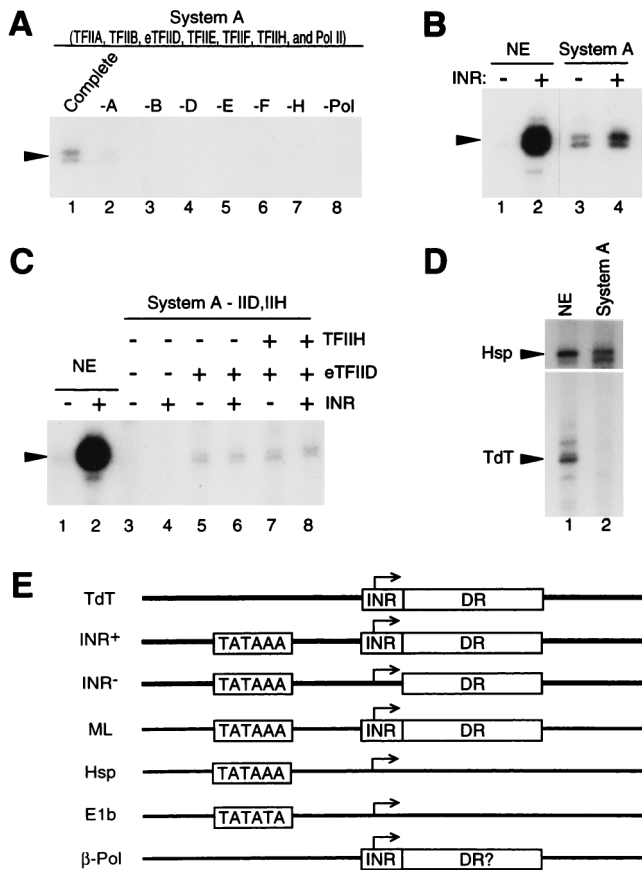 A
System A
(TFIIA, TFIIB, eTFIID, TFIIE, TFIIF, TFIIH, and Pol II)
Complete -A -B -D -E -F -H -Pol
1 2 3 4 5 6 7 8
B
NE System A
INR: - + - +
1 2 3 4
C
System A - IID,IIH
- - - - + + TFIIH
NE - - + + + + eTFIID
- + - + - + - + INR
1 2 3 4 5 6 7 8
D
NE System A
Hsp
TdT
1 2
E
TdT INR DR
INR+ TATAAA INR DR
INR- TATAAA DR
ML TATAAA INR DR
Hsp TATAAA
E1b TATATA
β-Pol INR DR?